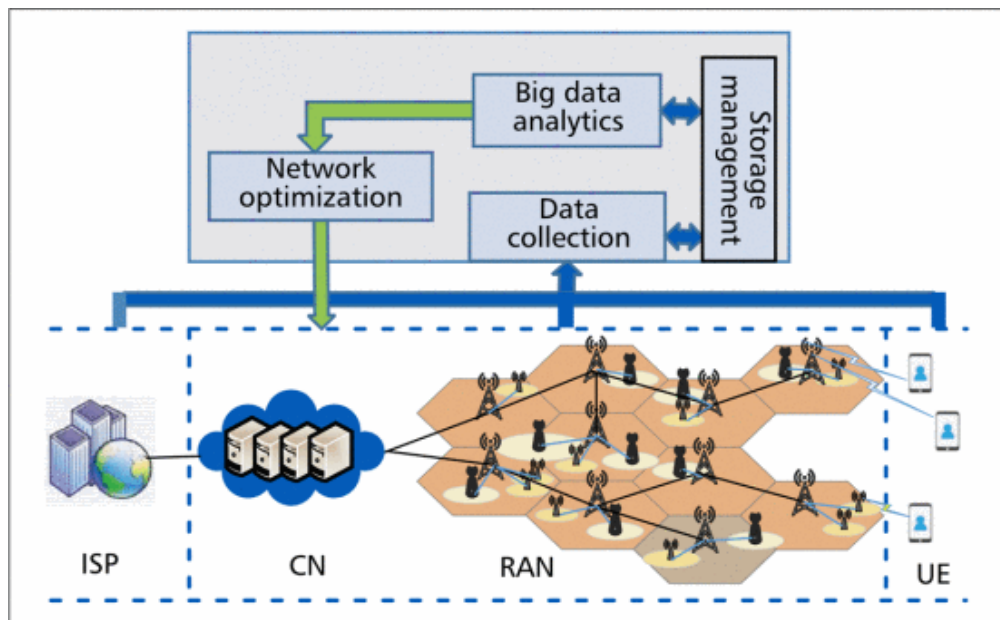 Big data
analytics
Storage
management
Network
optimization
Data
collection
ISP
CN
RAN
UE